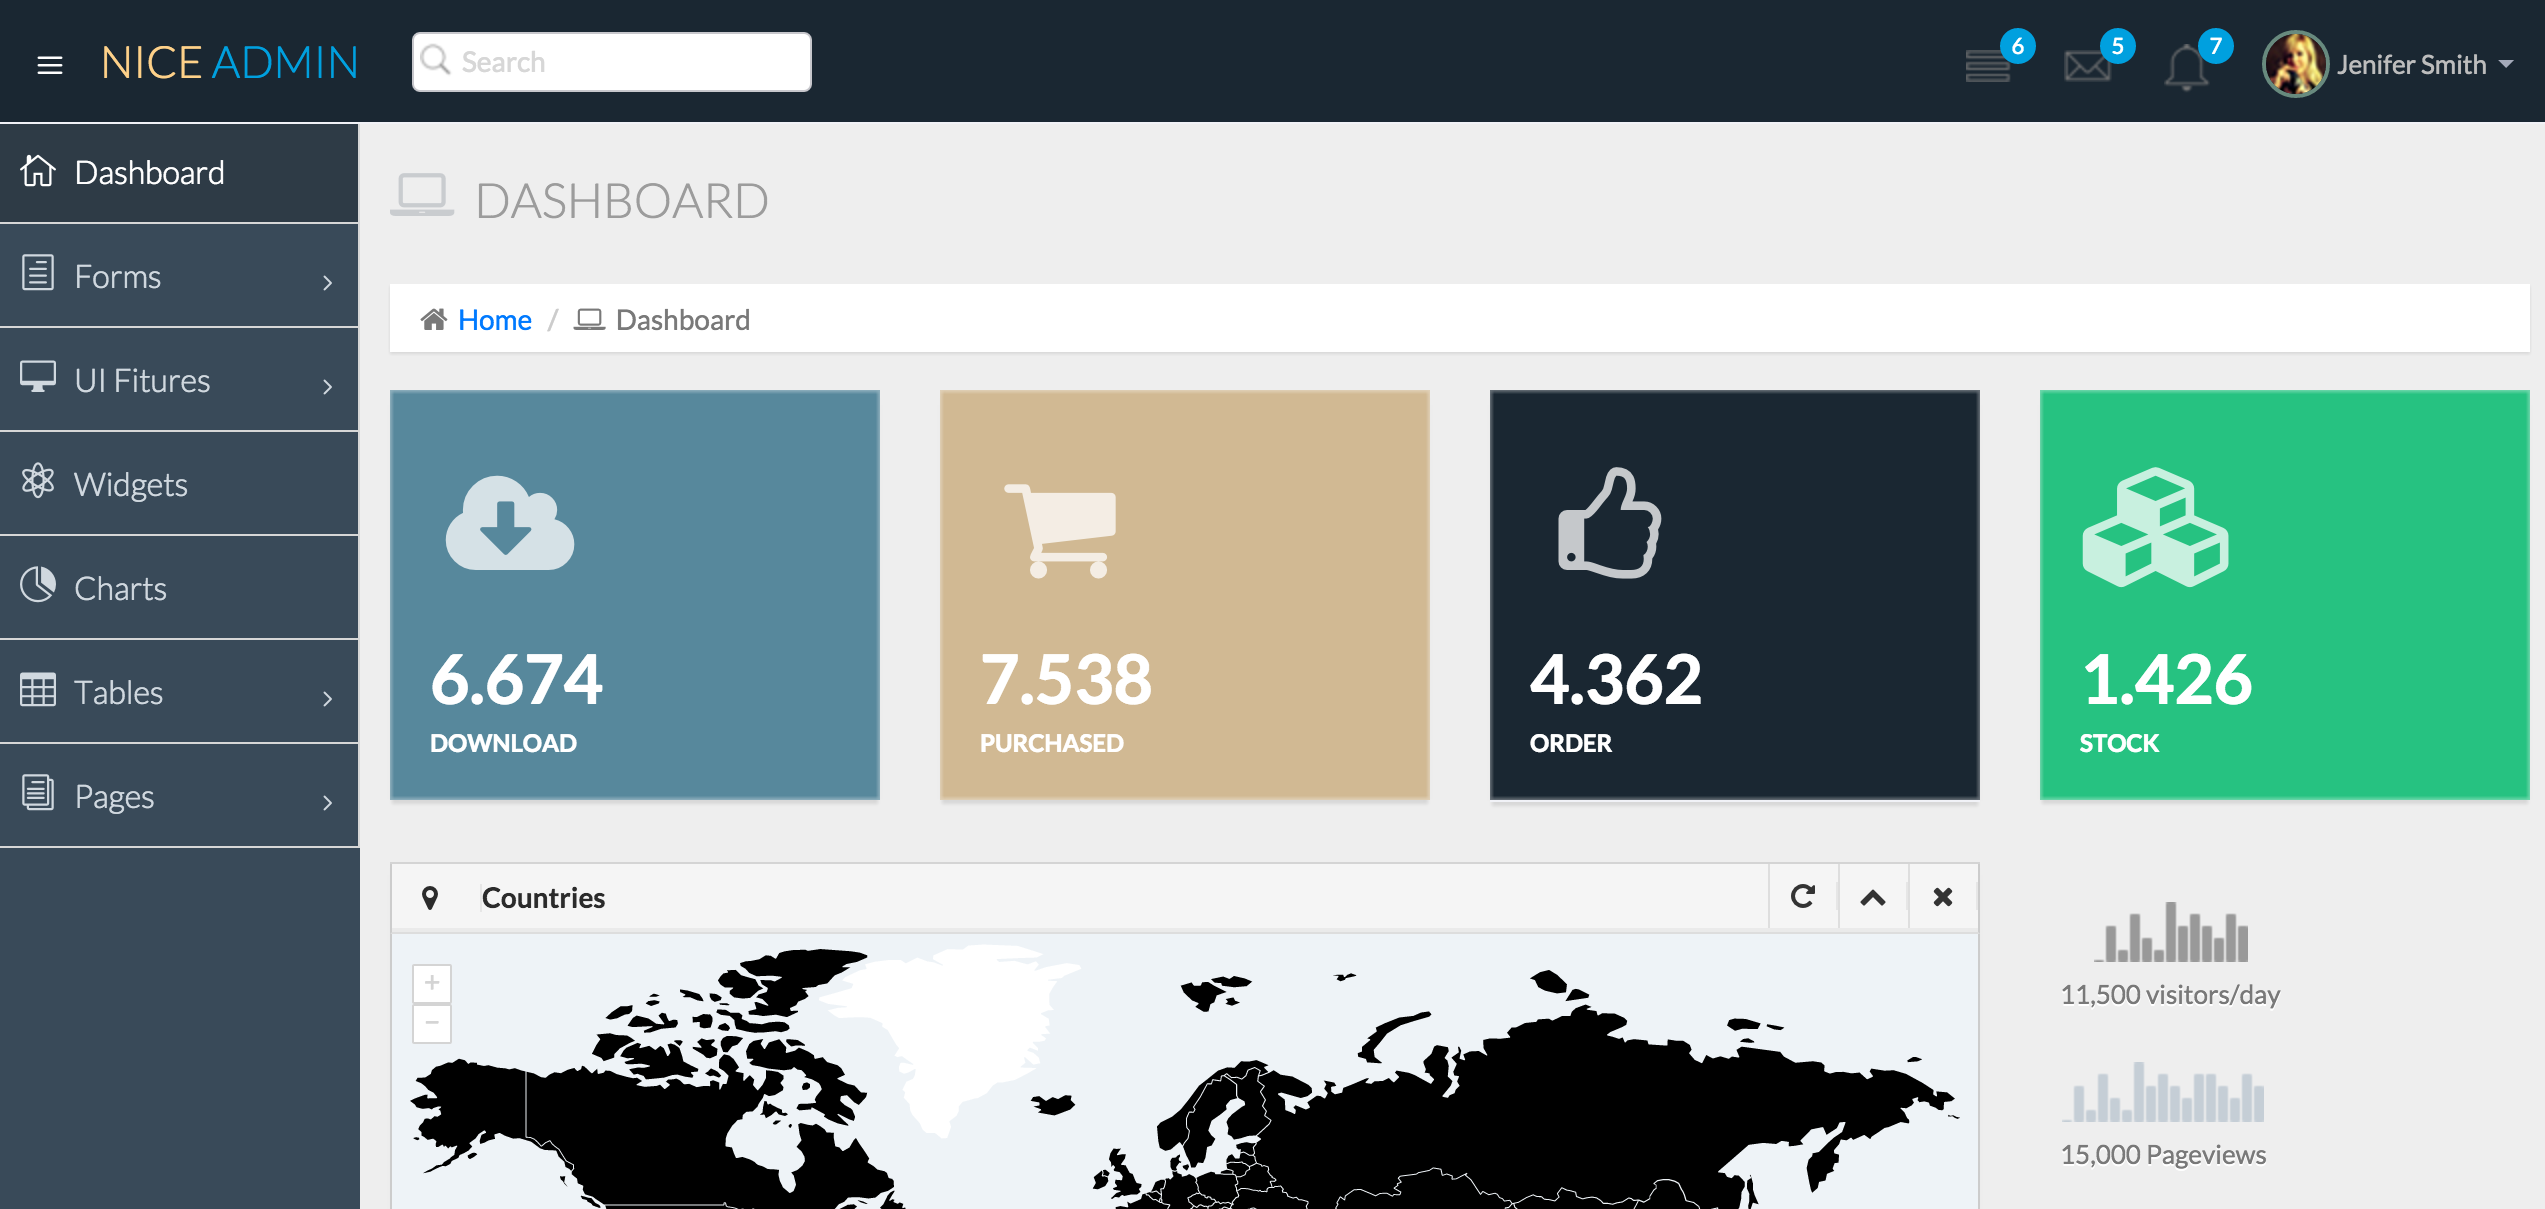 NICE ADMIN
Search
6
5
7
Jenifer Smith
Dashboard
Forms
UI Fitures
Widgets
Charts
Tables
Pages
DASHBOARD
Home / Dashboard
6.674
DOWNLOAD
7.538
PURCHASED
4.362
ORDER
1.426
STOCK
Countries
+
−
11,500 visitors/day
15,000 Pageviews